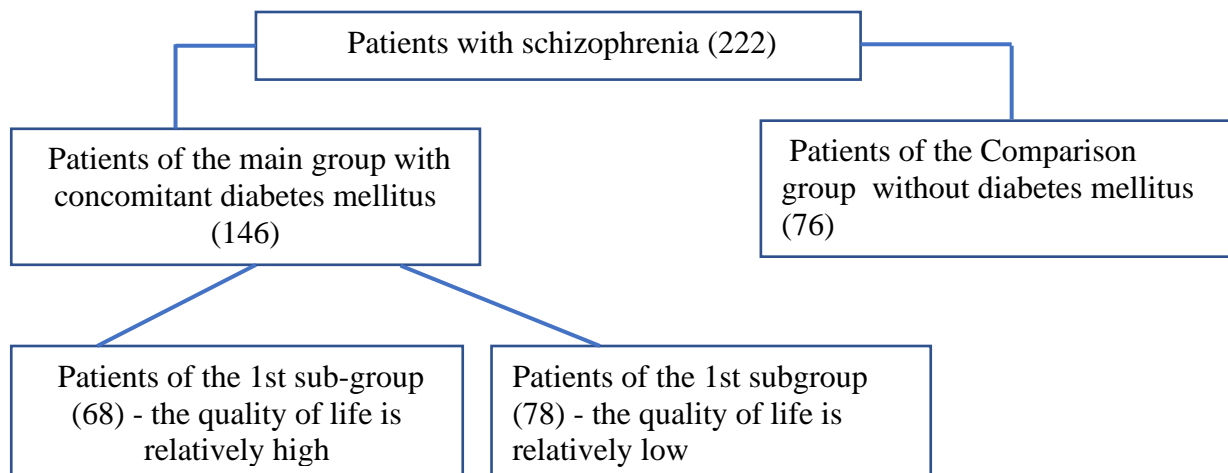 Patients with schizophrenia (222)
Patients of the main group with
concomitant diabetes mellitus
(146)
Patients of the Comparison
group without diabetes mellitus
(76)
Patients of the 1st sub-group
(68) - the quality of life is
relatively high
Patients of the 1st subgroup
(78) - the quality of life is
relatively low